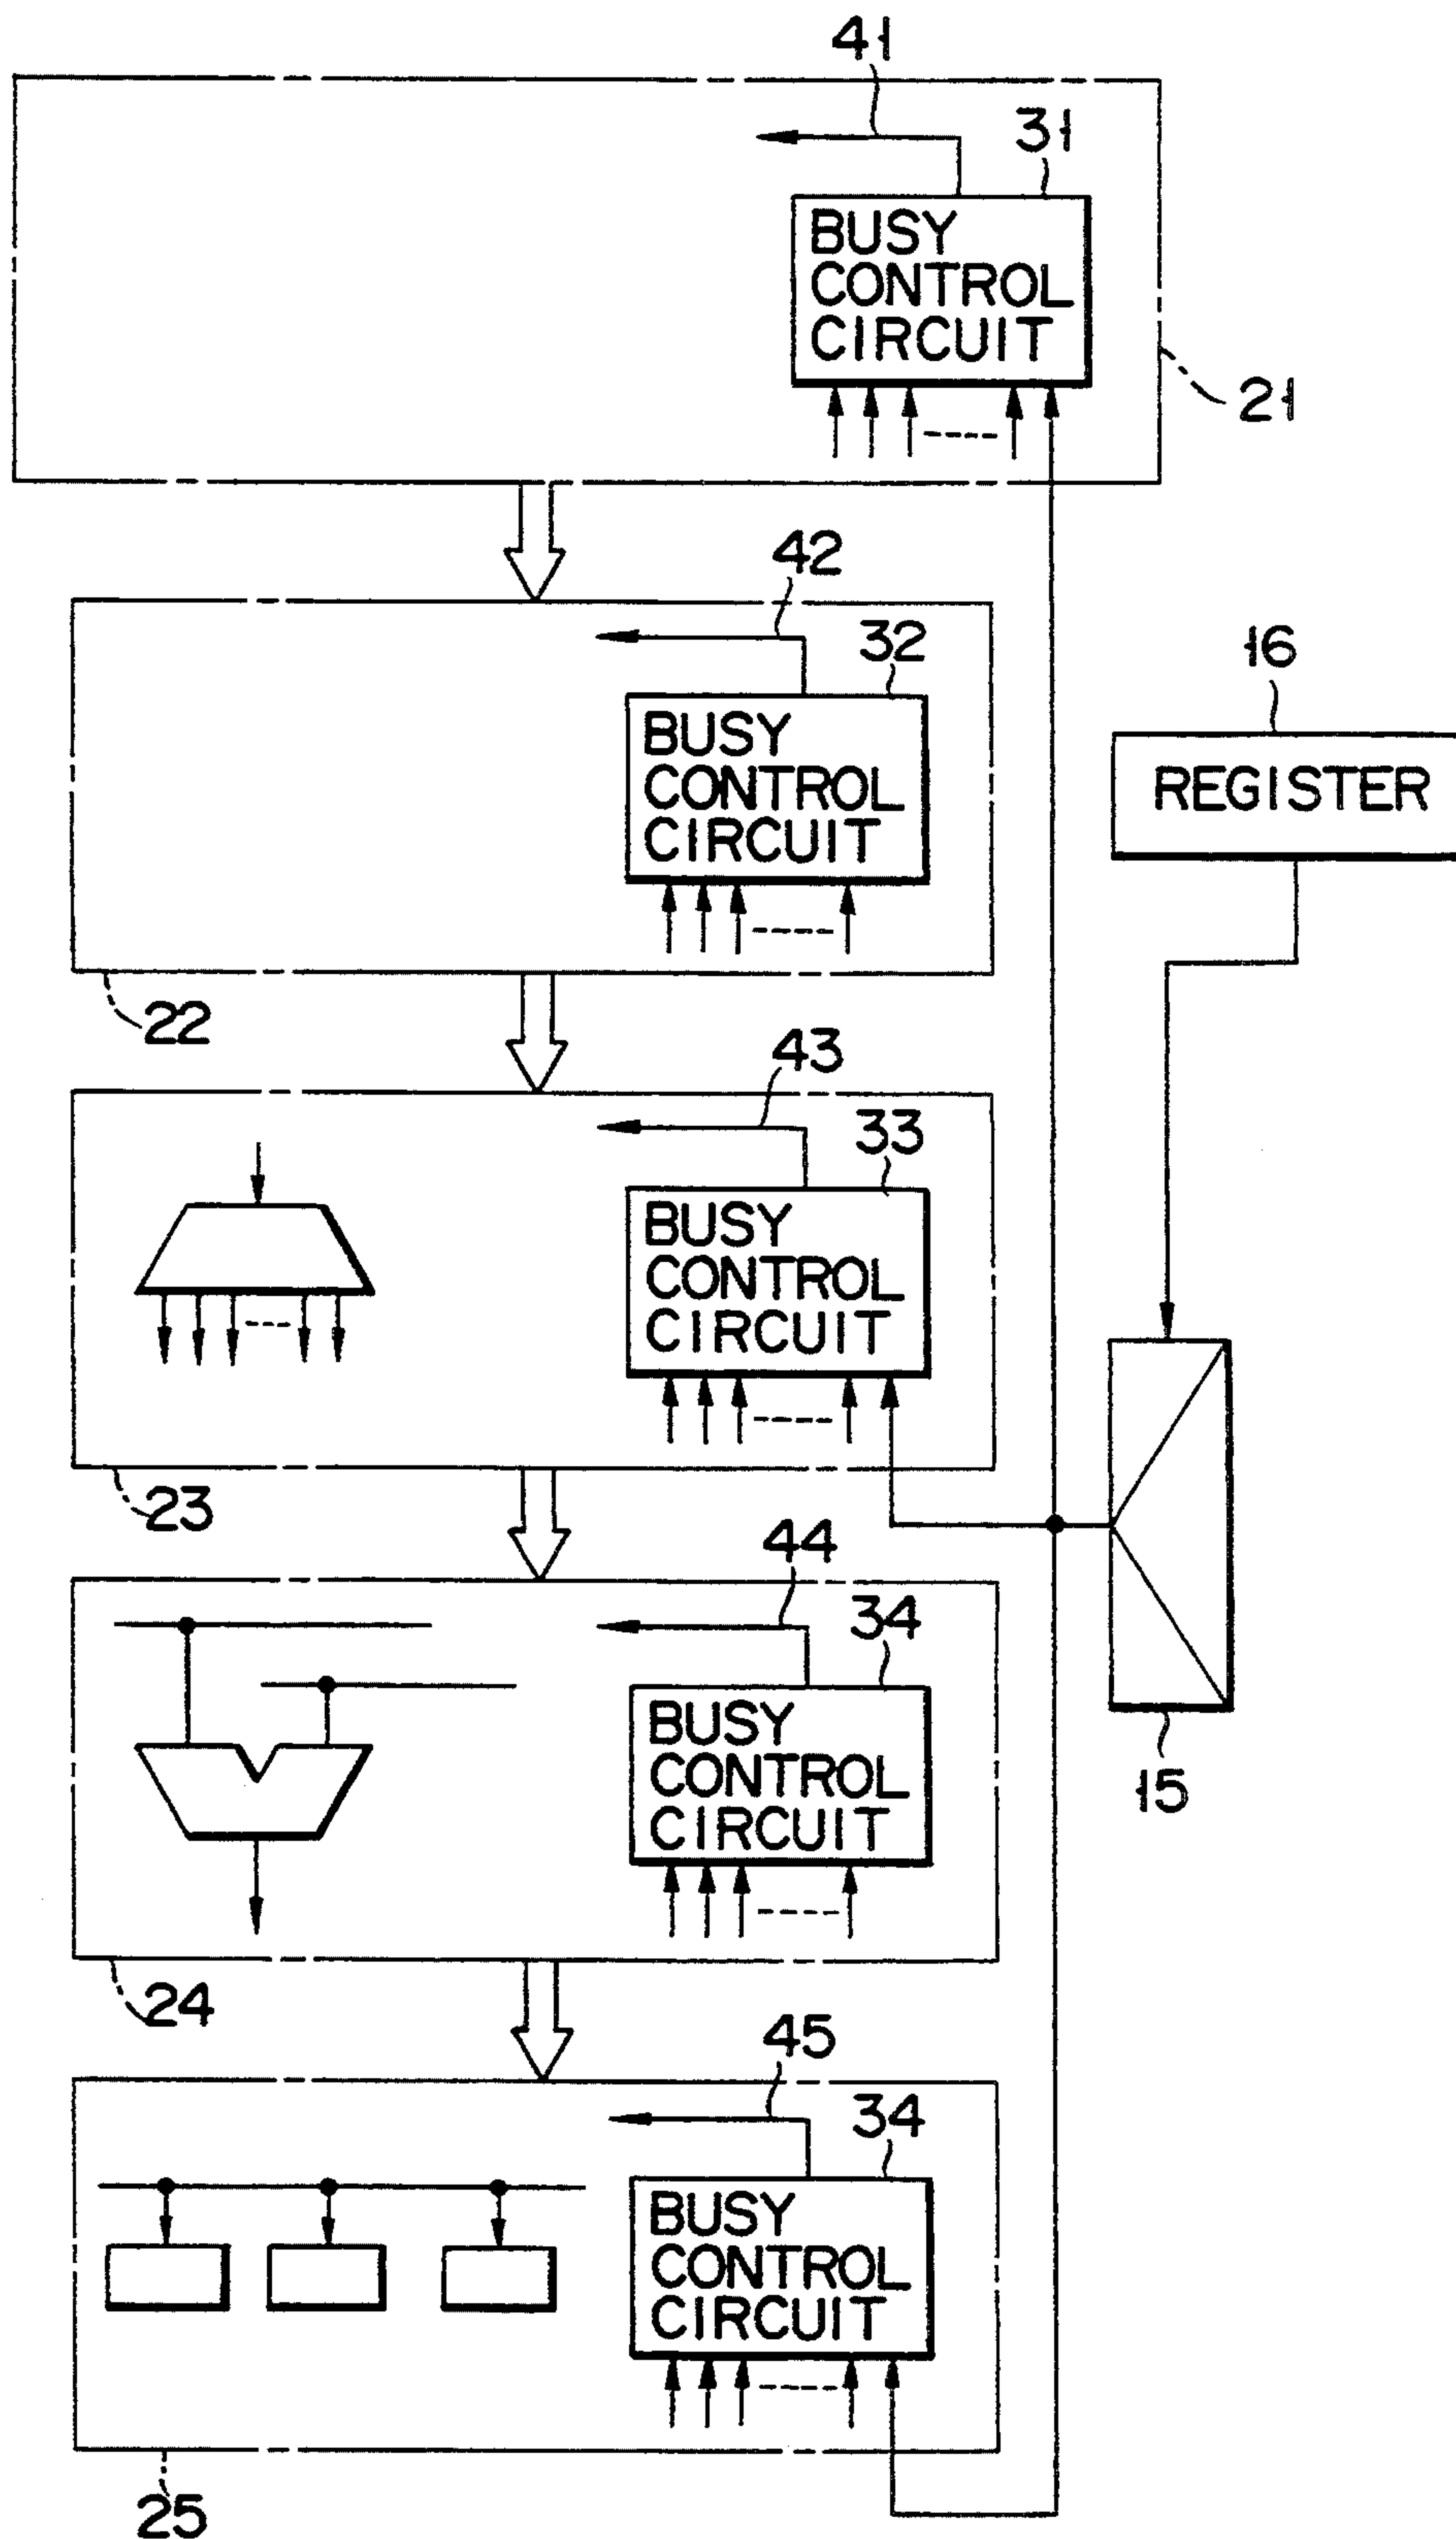 41
31
BUSY
CONTROL
CIRCUIT
21
42
32
BUSY
CONTROL
CIRCUIT
16
REGISTER
22
43
33
BUSY
CONTROL
CIRCUIT
23
44
34
BUSY
CONTROL
CIRCUIT
15
24
45
34
BUSY
CONTROL
CIRCUIT
25